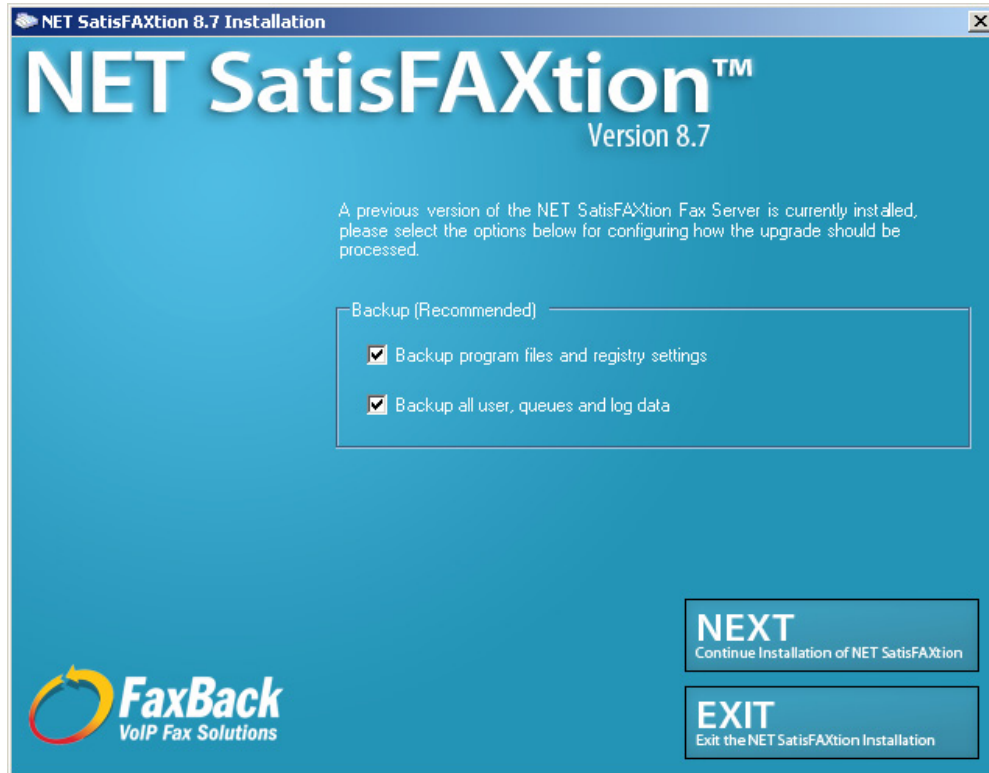 NET SatisFAXtion 8.7 Installation
NET SatisFAXtion™
Version 8.7
A previous version of the NET SatisFAXtion Fax Server is currently installed,
please select the options below for configuring how the upgrade should be
processed.
Backup (Recommended)
Backup program files and registry settings
Backup all user, queues and log data
NEXT
Continue Installation of NET SatisFAXtion
FaxBack
VoIP Fax Solutions
EXIT
Exit the NET SatisFAXtion Installation